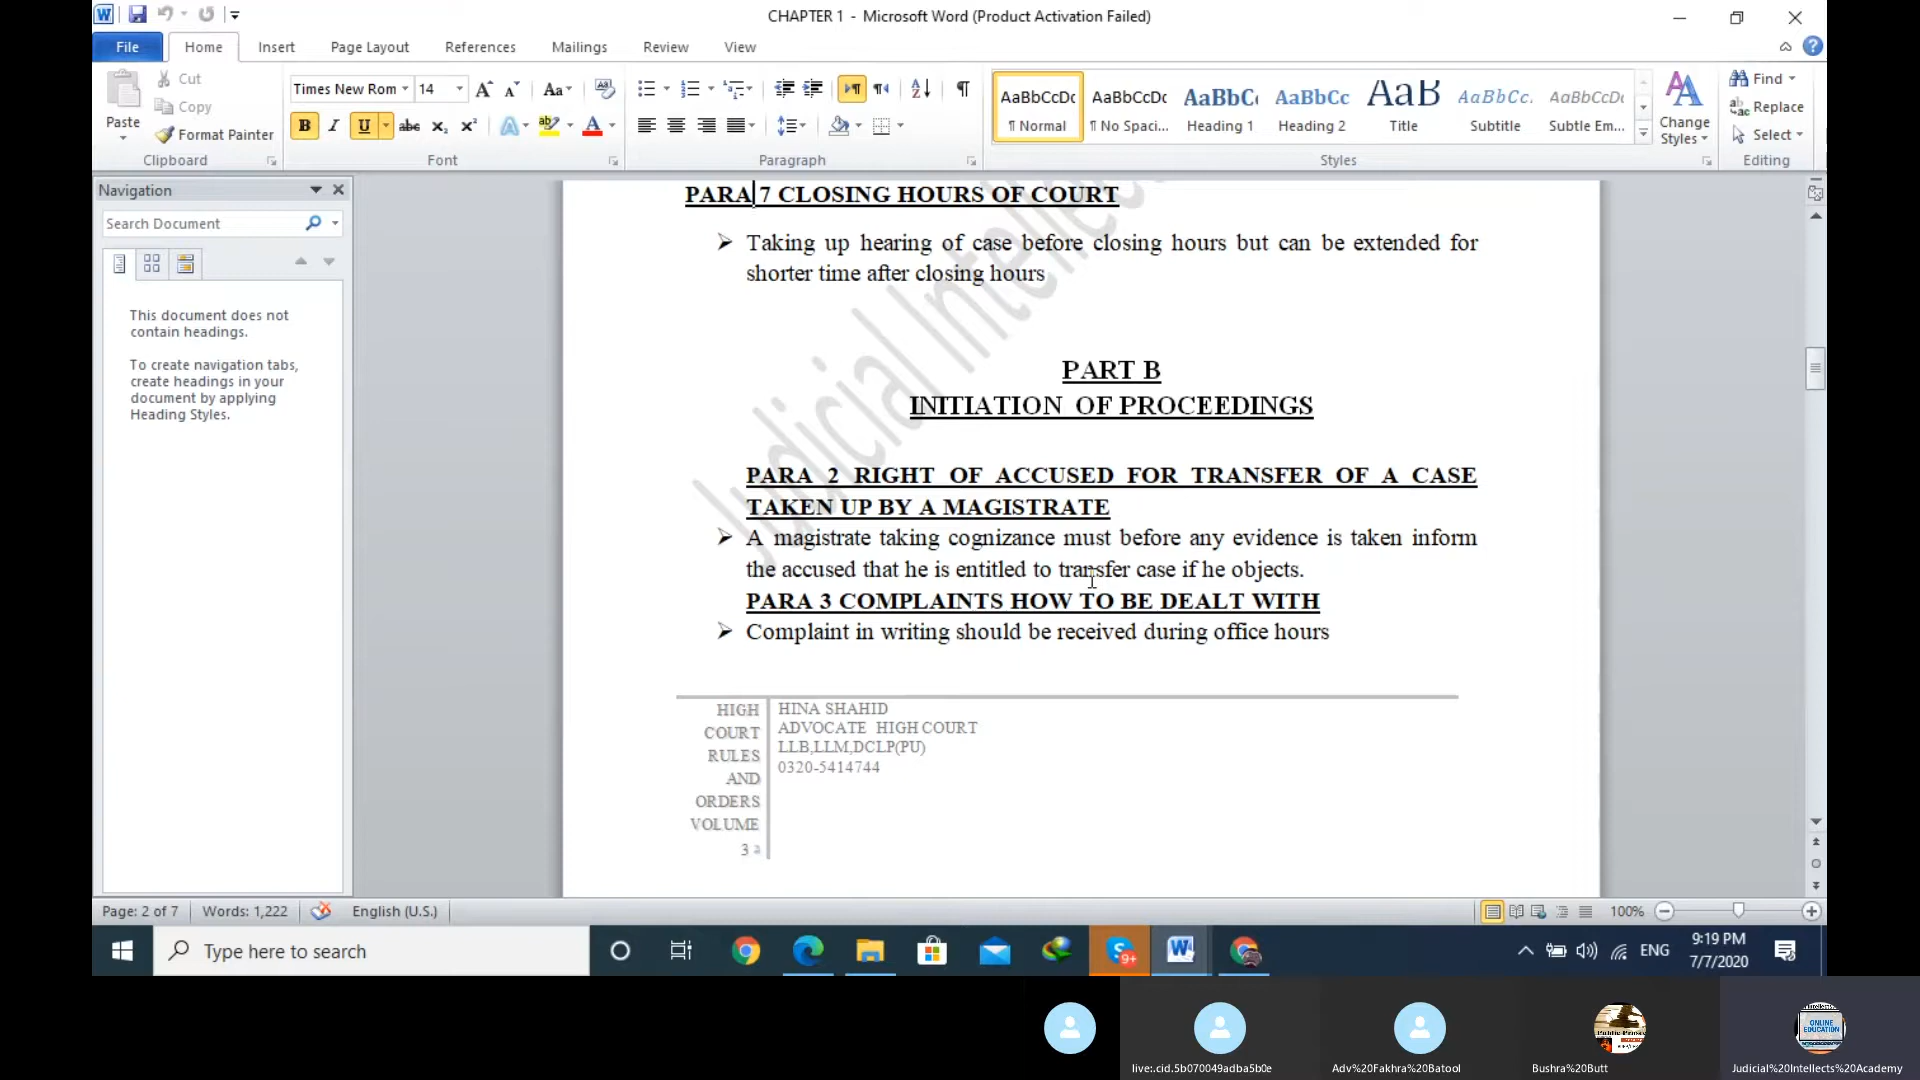 CHAPTER 1 - Microsoft Word (Product Activation Failed)
File Home Insert Page Layout References Mailings Review View
Paste
Cut
Copy
Format Painter
Clipboard
Times New Rom 14
Font
Paragraph
AaBbCcDc AaBbCcDc AaBbC( AaBbCc AaB AaBbCc. AaBbCcDc
¶ Normal ¶ No Spaci... Heading 1 Heading 2 Title Subtitle Subtle Em...
Styles
Change
Styles
Find
Replace
Select
Editing
Navigation
Search Document
This document does not
contain headings.
To create navigation tabs,
create headings in your
document by applying
Heading Styles.
PARA 7 CLOSING HOURS OF COURT
Taking up hearing of case before closing hours but can be extended for
shorter time after closing hours
PART B
INITIATION OF PROCEEDINGS
PARA 2 RIGHT OF ACCUSED FOR TRANSFER OF A CASE
TAKEN UP BY A MAGISTRATE
A magistrate taking cognizance must before any evidence is taken inform
the accused that he is entitled to transfer case if he objects.
PARA 3 COMPLAINTS HOW TO BE DEALT WITH
Complaint in writing should be received during office hours
Judicial Intellec
HIGH
COURT
RULES
AND
ORDERS
VOLUME
3
HINA SHAHID
ADVOCATE HIGH COURT
LLB,LLM,DCLP(PU)
0320-5414744
Page: 2 of 7 Words: 1,222 English (U.S.) 100%
Type here to search
9+
ENG
9:19 PM
7/7/2020
ONLINE
EDUCATION
live:.cid.5b070049adba5b0e Adv%20Fakhra%20Batool Bushra%20Butt Judicial%20Intellects%20Academy